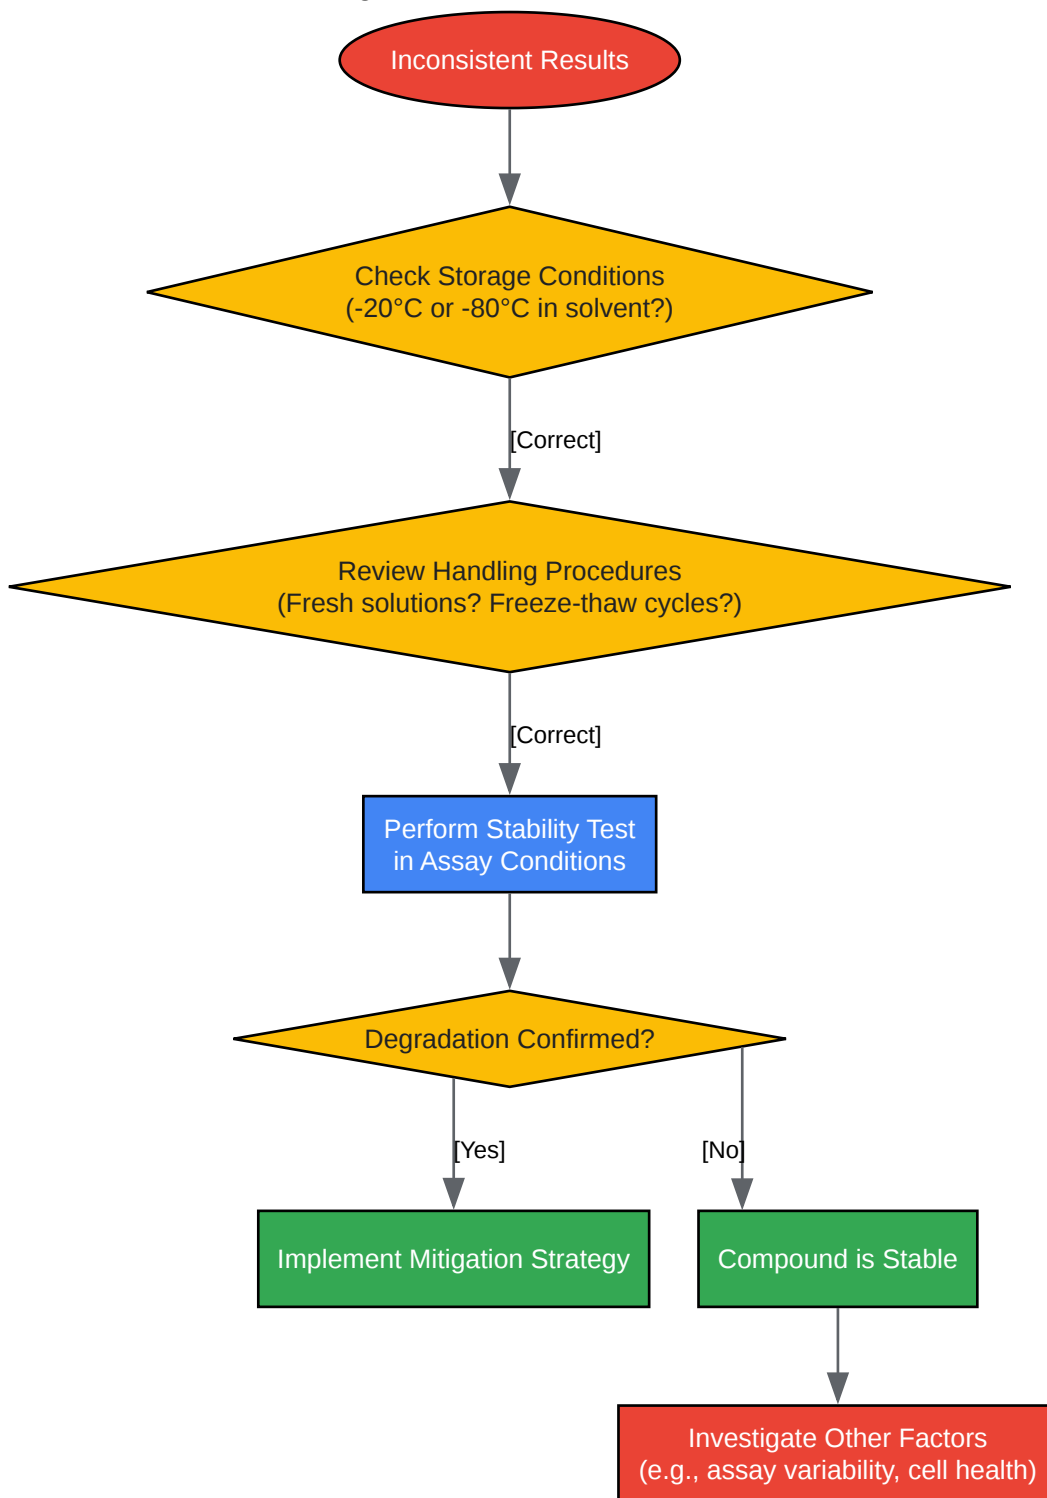 Inconsistent Results
Check Storage Conditions
(-20°C or -80°C in solvent?)
[Correct]
Review Handling Procedures
(Fresh solutions? Freeze-thaw cycles?)
[Correct]
Perform Stability Test
in Assay Conditions
Degradation Confirmed?
[Yes]
[No]
Implement Mitigation Strategy
Compound is Stable
Investigate Other Factors
(e.g., assay variability, cell health)